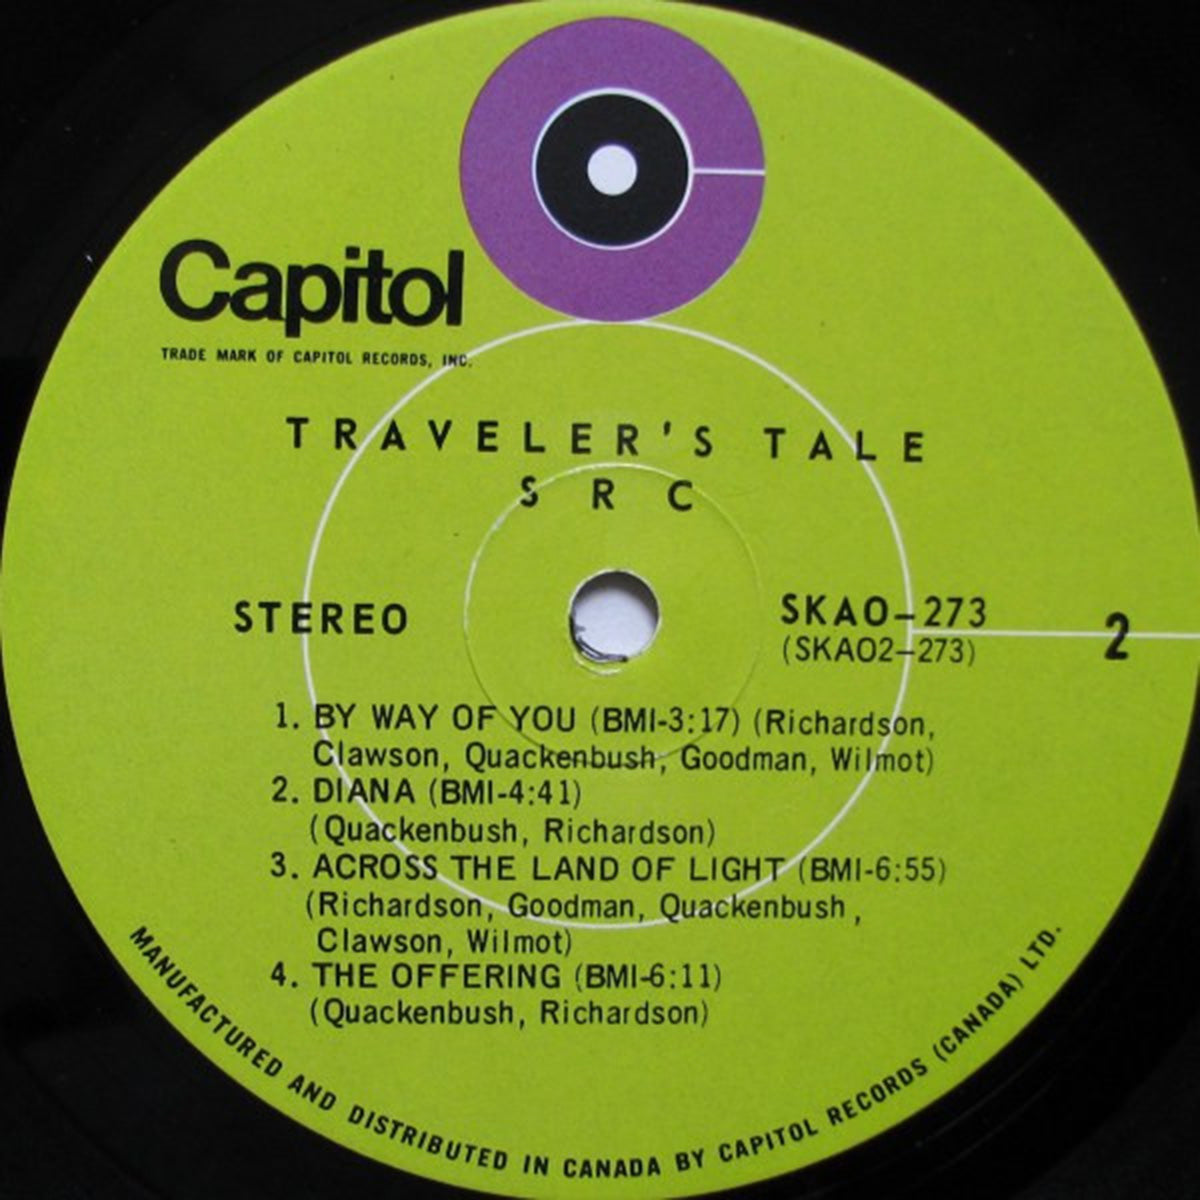 Capitol
TRADE MARK OF CAPITOL RECORDS, INC.
TRAVELER'S TALE
SRC
STEREO
SKAO-273
(SKAO2-273)
2
1. BY WAY OF YOU (BMI-3:17) (Richardson,
Clawson, Quackenbush, Goodman, Wilmot)
2. DIANA (BMI-4:41)
(Quackenbush, Richardson)
3. ACROSS THE LAND OF LIGHT (BMI-6:55)
(Richardson, Goodman, Quackenbush,
Clawson, Wilmot)
4. THE OFFERING (BMI-6:11)
(Quackenbush, Richardson)
MANUFACTURED AND DISTRIBUTED IN CANADA BY CAPITOL RECORDS (CANADA) LTD.